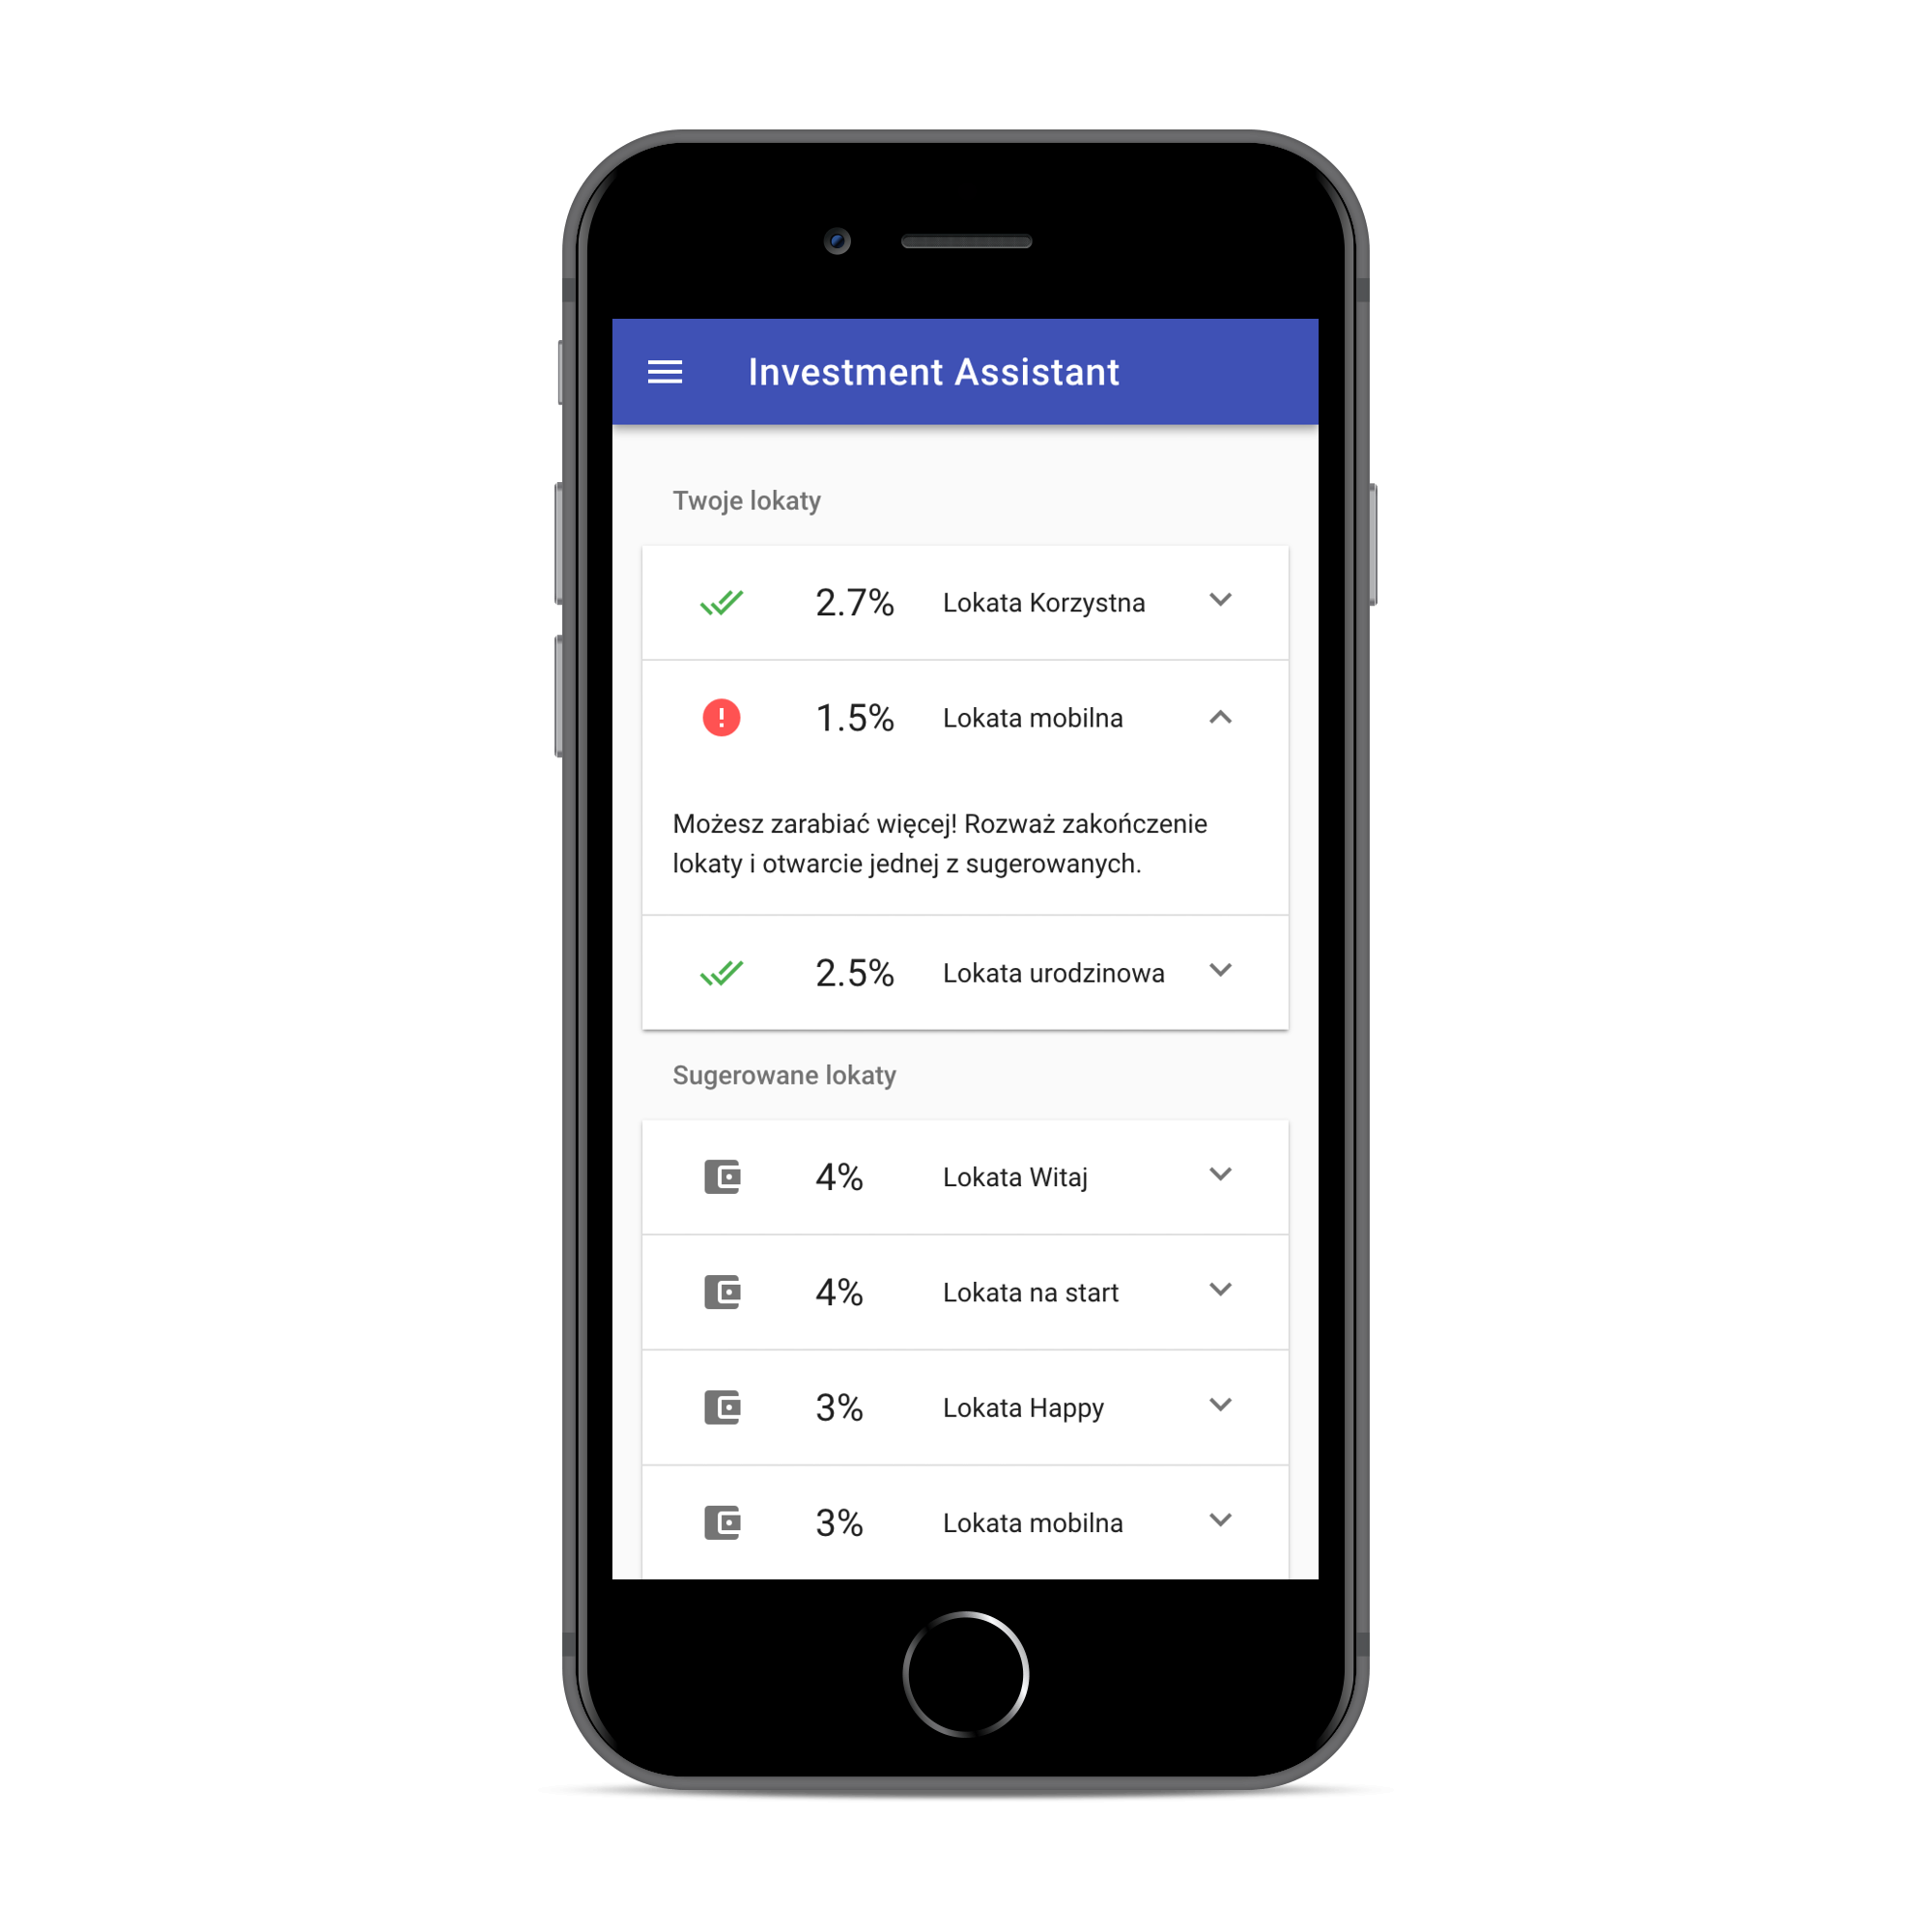 Investment Assistant
Twoje lokaty
2.7% Lokata Korzystna
1.5% Lokata mobilna
Możesz zarabiać więcej! Rozważ zakończenie
lokaty i otwarcie jednej z sugerowanych.
2.5% Lokata urodzinowa
Sugerowane lokaty
4% Lokata Witaj
4% Lokata na start
3% Lokata Happy
3% Lokata mobilna